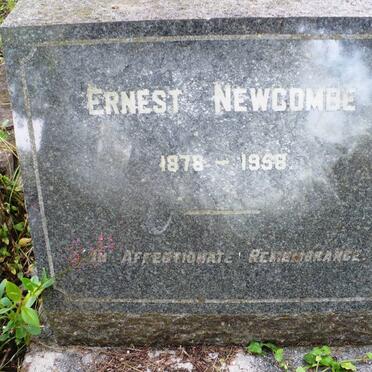 ERNEST NEWCOMBE
1878 - 1958
IN AFFECTIONATE REMEMBRANCE.